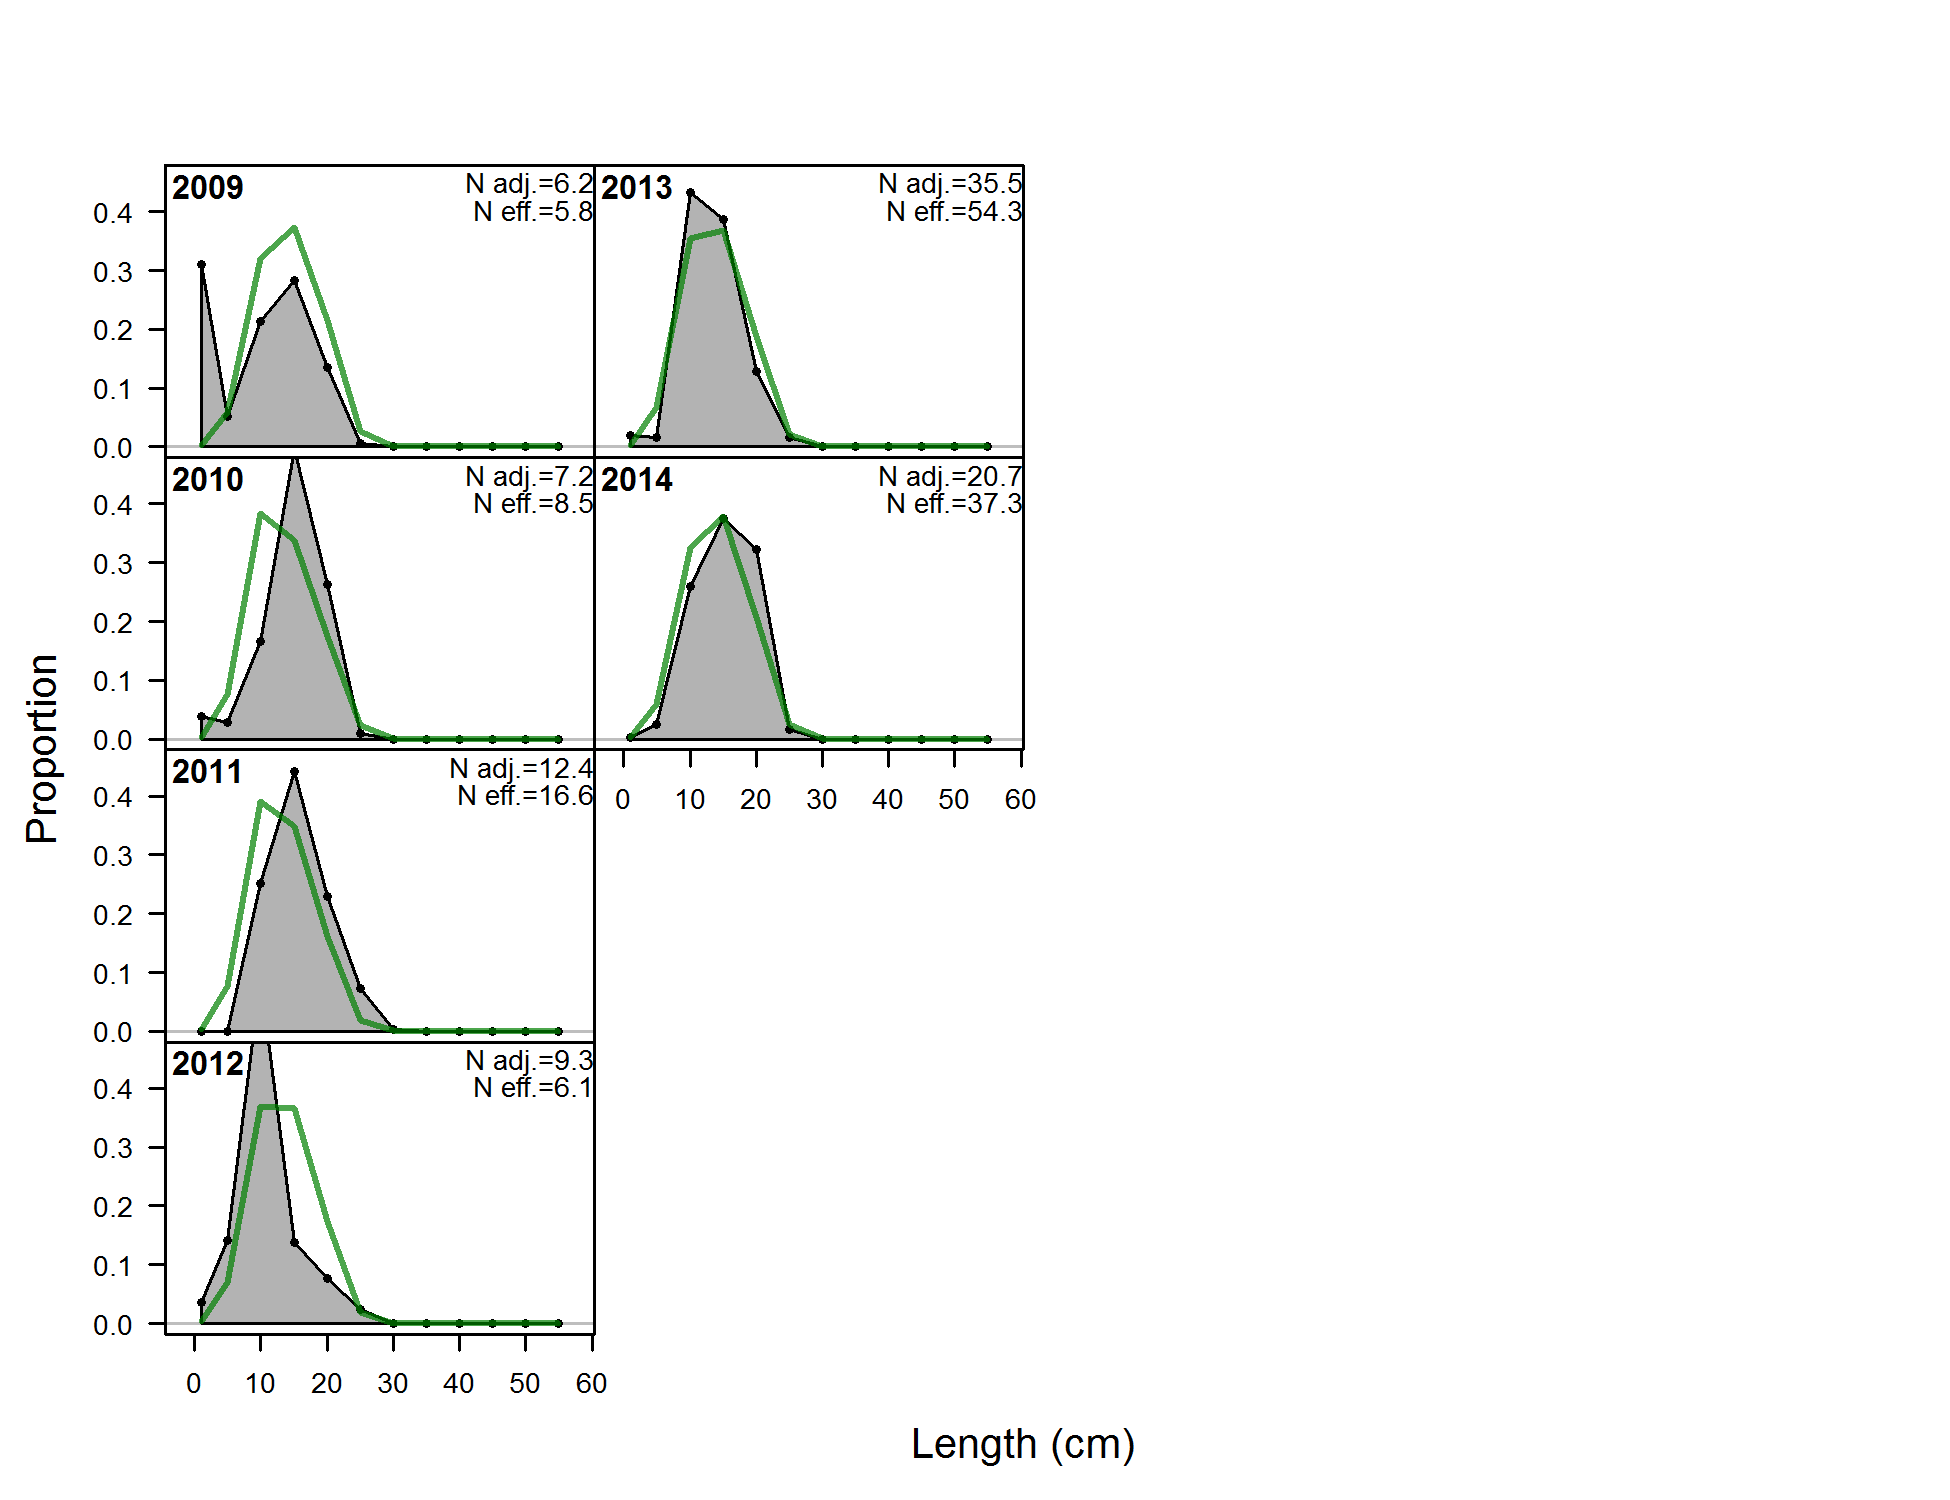 2009
N adj.=6.2
N eff.=5.8
0.4
0.3
0.2
0.1
0.0
2013
N adj.=35.5
N eff.=54.3
2010
N adj.=7.2
N eff.=8.5
0.4
0.3
0.2
0.1
0.0
2014
N adj.=20.7
N eff.=37.3
0 10 20 30 40 50 60
2011
N adj.=12.4
N eff.=16.6
0.4
0.3
0.2
0.1
0.0
2012
N adj.=9.3
N eff.=6.1
0.4
0.3
0.2
0.1
0.0
0 10 20 30 40 50 60
Proportion
Length (cm)